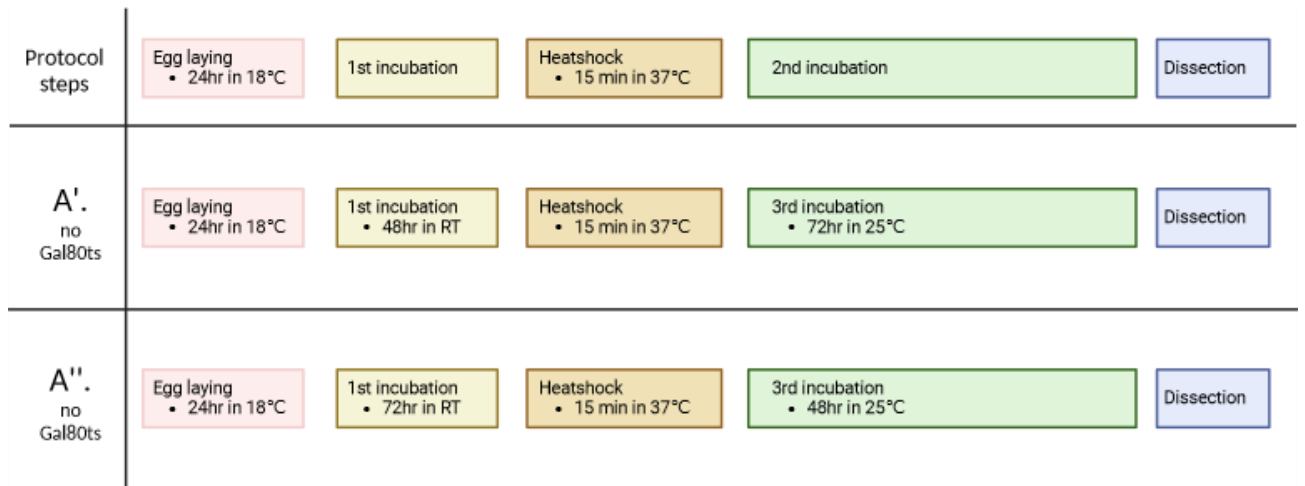 Protocol
steps
Egg laying
• 24hr in 18°C
1st incubation
Heatshock
• 15 min in 37°C
2nd incubation
Dissection
A'.
no
Gal80ts
Egg laying
• 24hr in 18°C
1st incubation
• 48hr in RT
Heatshock
• 15 min in 37°C
3rd incubation
• 72hr in 25°C
Dissection
A''.
no
Gal80ts
Egg laying
• 24hr in 18°C
1st incubation
• 72hr in RT
Heatshock
• 15 min in 37°C
3rd incubation
• 48hr in 25°C
Dissection